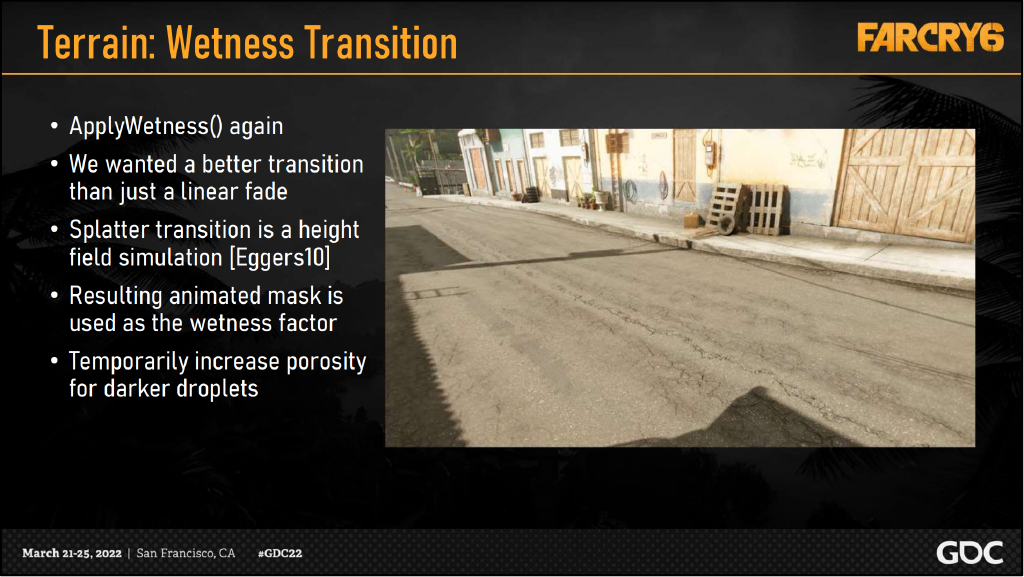 Terrain: Wetness Transition
FARCRY6
• ApplyWetness() again
• We wanted a better transition
than just a linear fade
• Splatter transition is a height
field simulation [Eggers10]
• Resulting animated mask is
used as the wetness factor
• Temporarily increase porosity
for darker droplets
March 21-25, 2022 | San Francisco, CA #GDC22
GDC